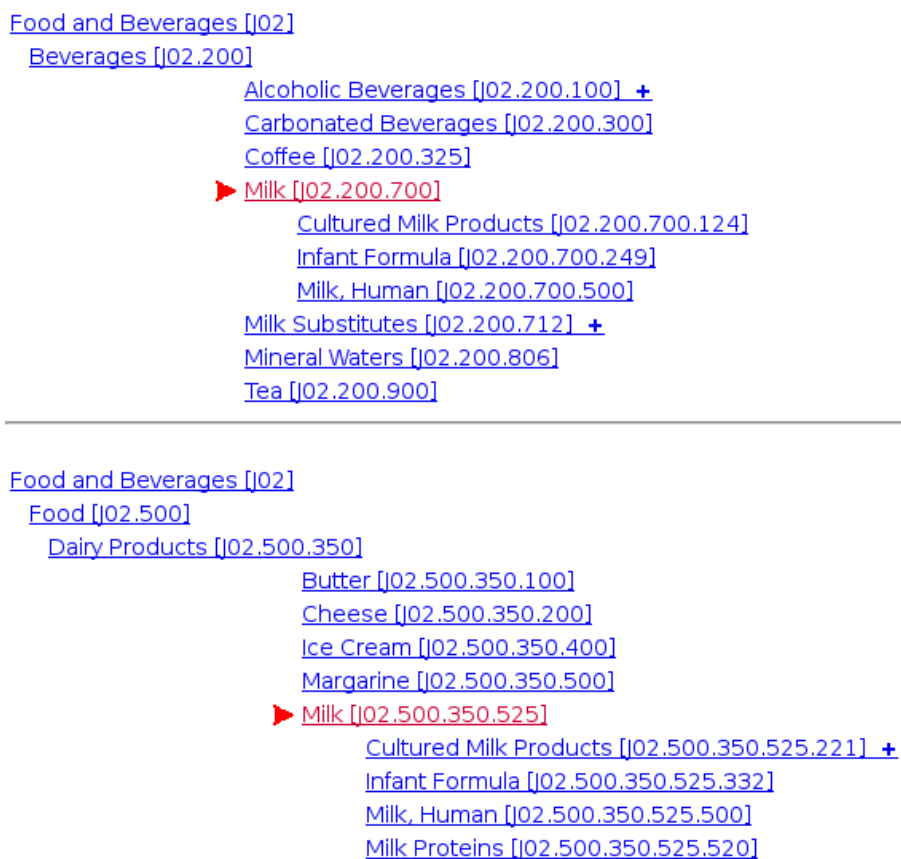 Food and Beverages [J02]
Beverages [J02.200]
Alcoholic Beverages [J02.200.100] +
Carbonated Beverages [J02.200.300]
Coffee [J02.200.325]
Milk [J02.200.700]
Cultured Milk Products [J02.200.700.124]
Infant Formula [J02.200.700.249]
Milk, Human [J02.200.700.500]
Milk Substitutes [J02.200.712] +
Mineral Waters [J02.200.806]
Tea [J02.200.900]
Food and Beverages [J02]
Food [J02.500]
Dairy Products [J02.500.350]
Butter [J02.500.350.100]
Cheese [J02.500.350.200]
Ice Cream [J02.500.350.400]
Margarine [J02.500.350.500]
Milk [J02.500.350.525]
Cultured Milk Products [J02.500.350.525.221] +
Infant Formula [J02.500.350.525.332]
Milk, Human [J02.500.350.525.500]
Milk Proteins [J02.500.350.525.520]